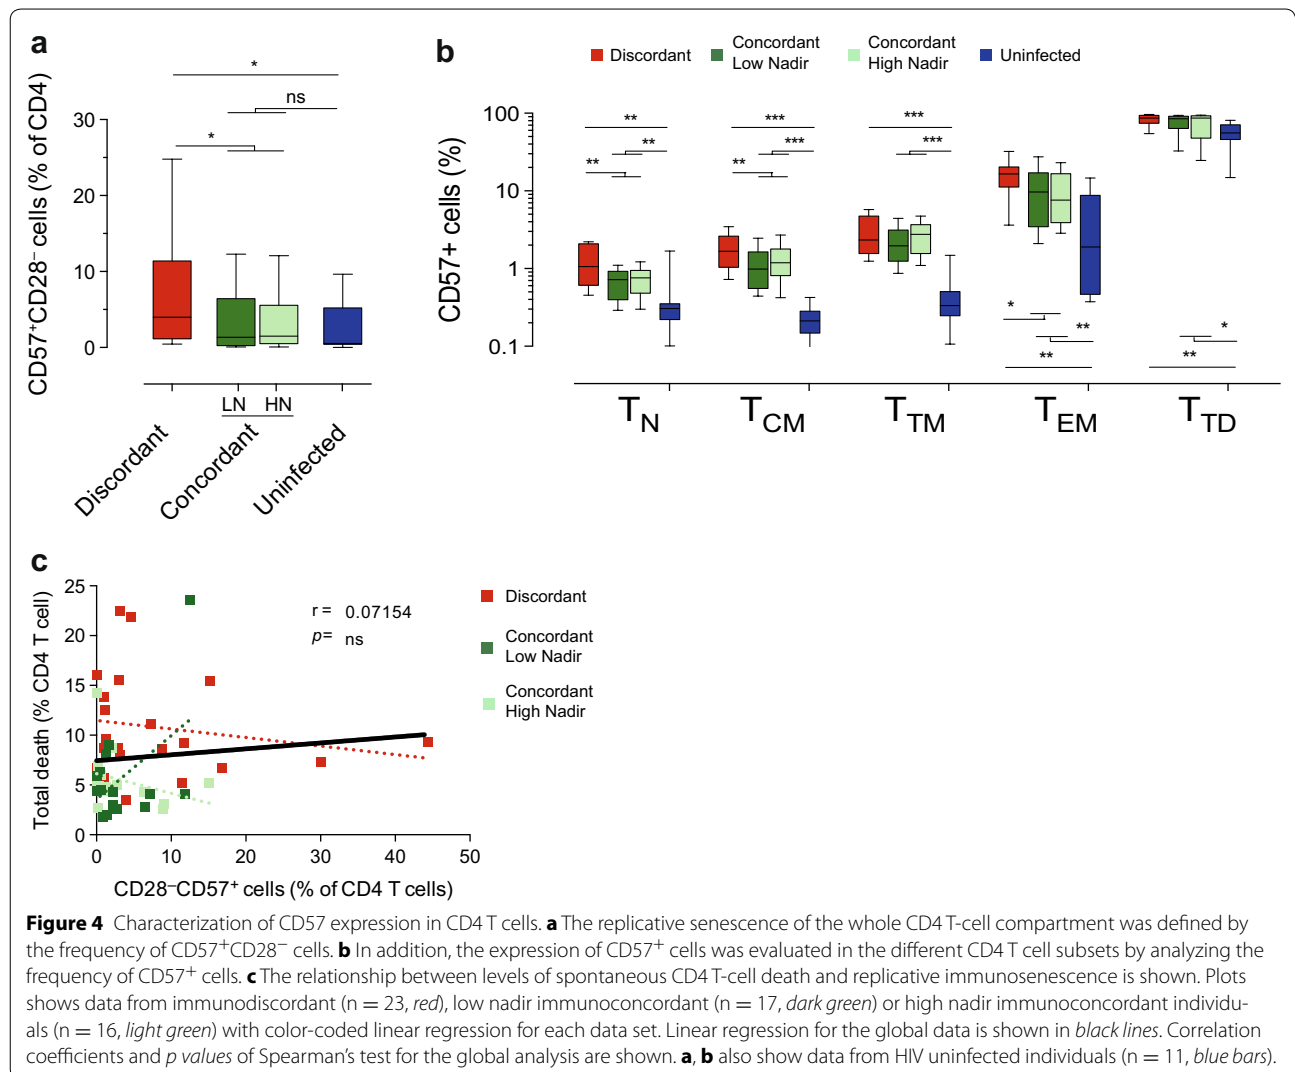 a
CD57⁺CD28⁻ cells (% of CD4)
30
20
10
0
*
ns
*
LN HN
Discordant
Concordant
Uninfected
b
Discordant
Concordant
Low Nadir
Concordant
High Nadir
Uninfected
CD57+ cells (%)
100
10
1
0.1
**
**
**
***
***
**
***
***
*
**
**
*
**
T_N
T_CM
T_TM
T_EM
T_TD
c
Total death (% CD4 T cell)
25
20
15
10
5
0
r = 0.07154
p= ns
0 10 20 30 40 50
CD28⁻CD57⁺ cells (% of CD4 T cells)
Discordant
Concordant
Low Nadir
Concordant
High Nadir
Figure 4 Characterization of CD57 expression in CD4 T cells. a The replicative senescence of the whole CD4 T-cell compartment was defined by
the frequency of CD57⁺CD28⁻ cells. b In addition, the expression of CD57⁺ cells was evaluated in the different CD4 T cell subsets by analyzing the
frequency of CD57⁺ cells. c The relationship between levels of spontaneous CD4 T-cell death and replicative immunosenescence is shown. Plots
shows data from immunodiscordant (n = 23, red), low nadir immunoconcordant (n = 17, dark green) or high nadir immunoconcordant individu-
als (n = 16, light green) with color-coded linear regression for each data set. Linear regression for the global data is shown in black lines. Correlation
coefficients and p values of Spearman's test for the global analysis are shown. a, b also show data from HIV uninfected individuals (n = 11, blue bars).